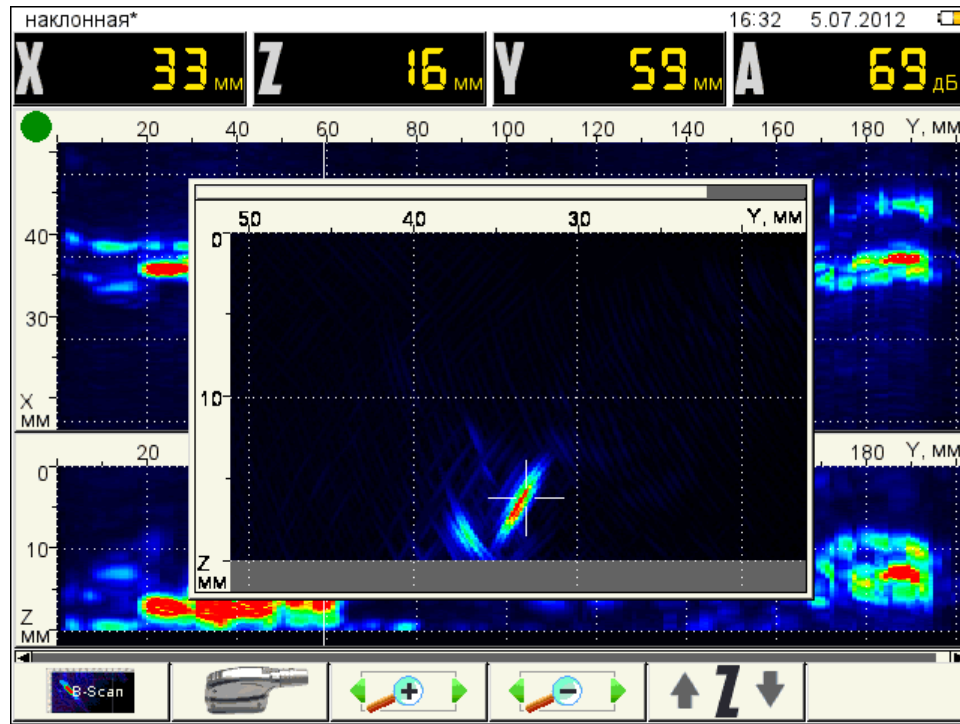 наклонная* 16:32 5.07.2012
X 33 мм Z 16 мм Y 59 мм A 69 дБ
20 40 60 80 100 120 140 160 180 Y, мм
40
30
X
мм
50 40 30 Y, мм
0
10
Z
мм
20 180 Y, мм
0
10
Z
мм
B-Scan Z